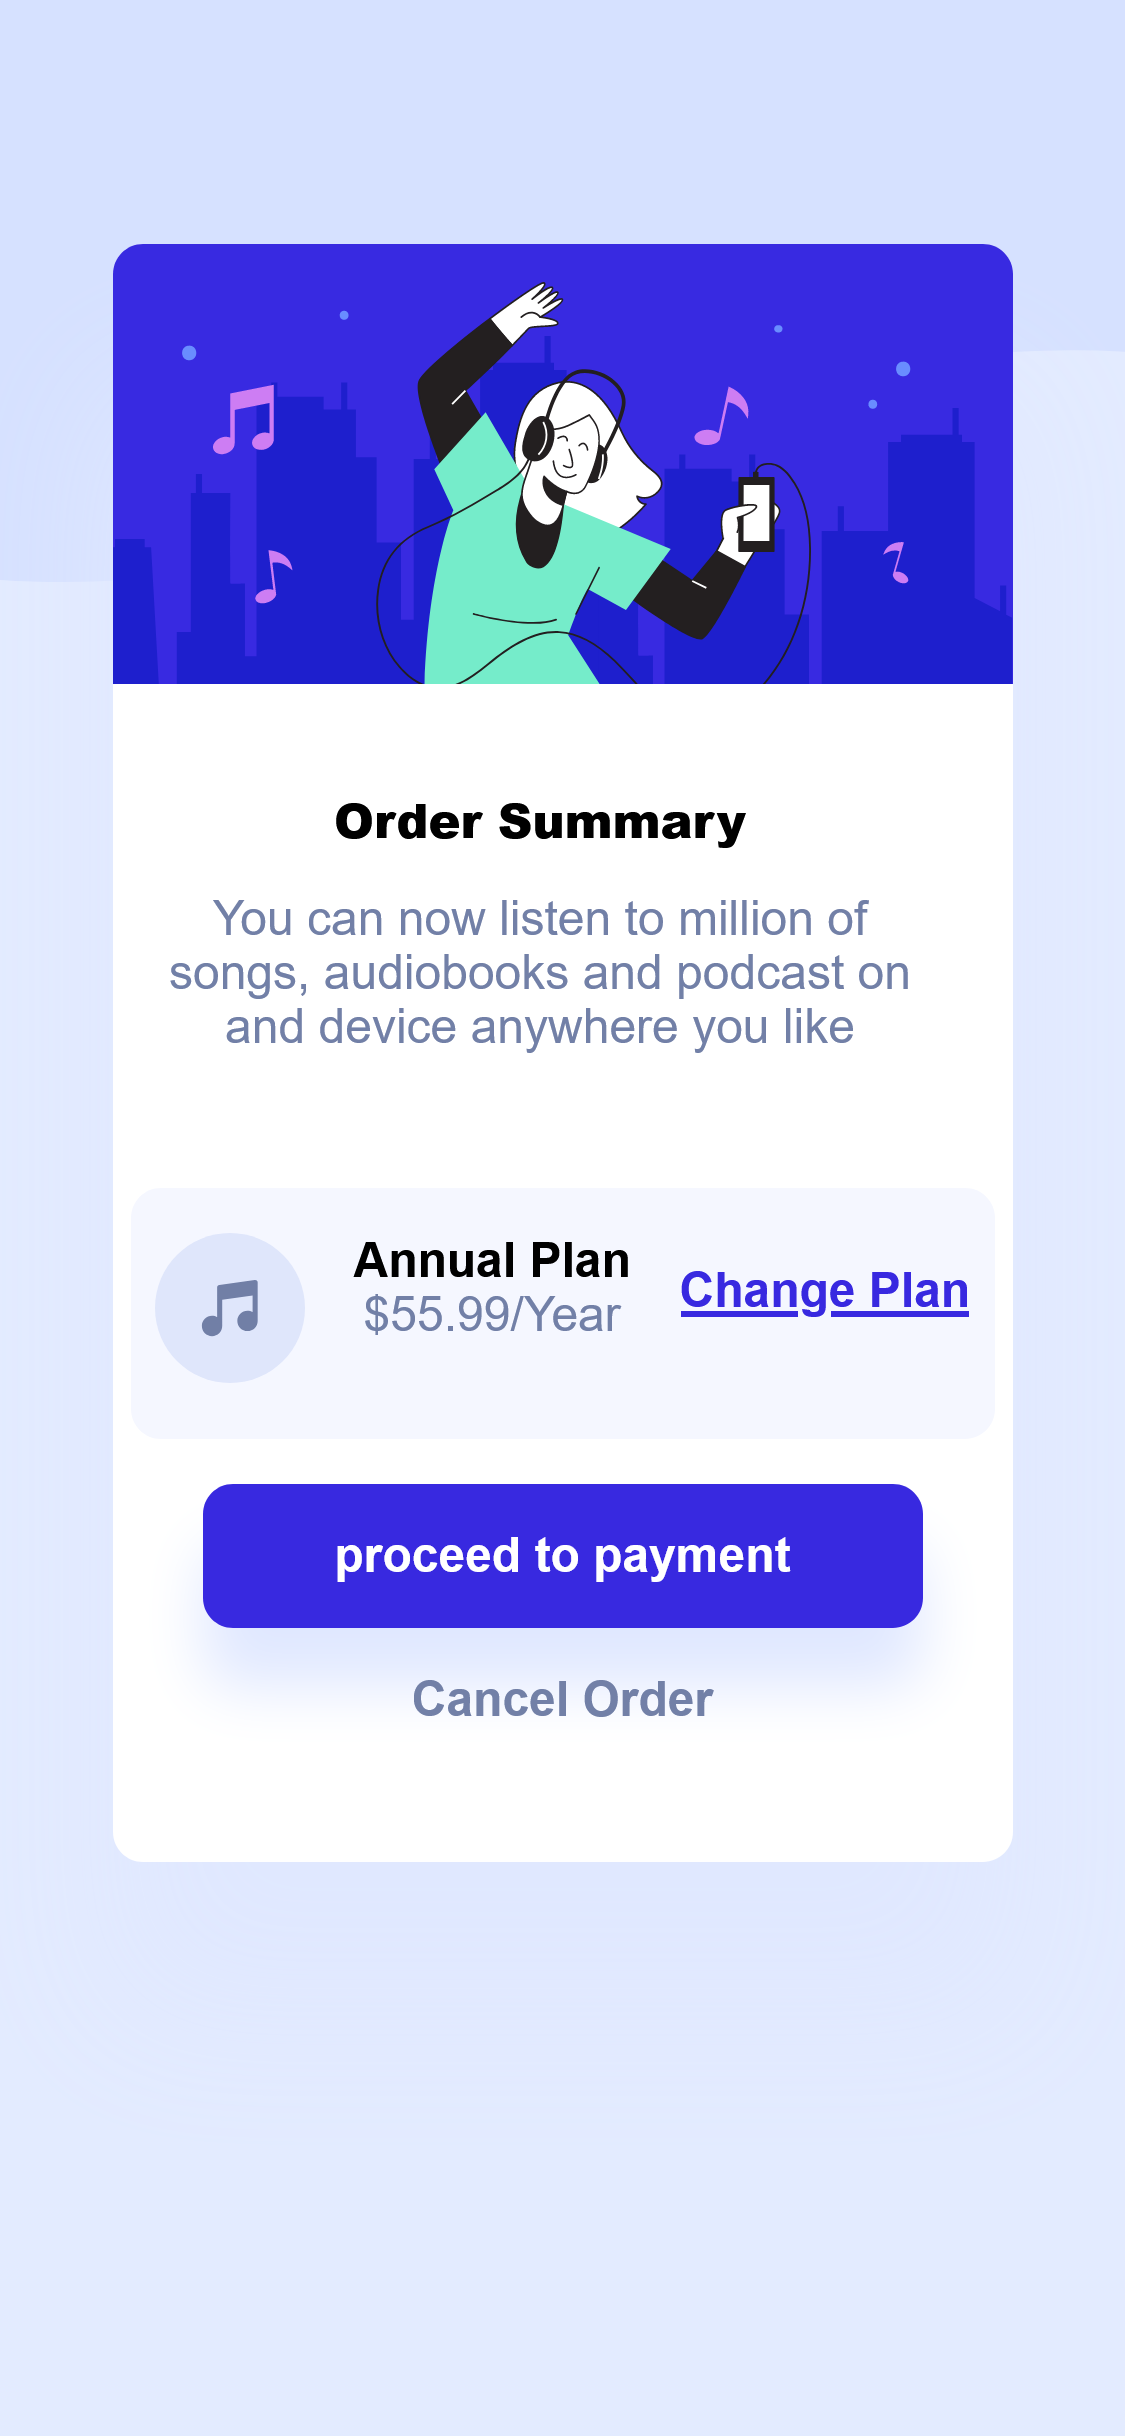 Order Summary
You can now listen to million of
songs, audiobooks and podcast on
and device anywhere you like
Annual Plan
$55.99/Year
Change Plan
proceed to payment
Cancel Order